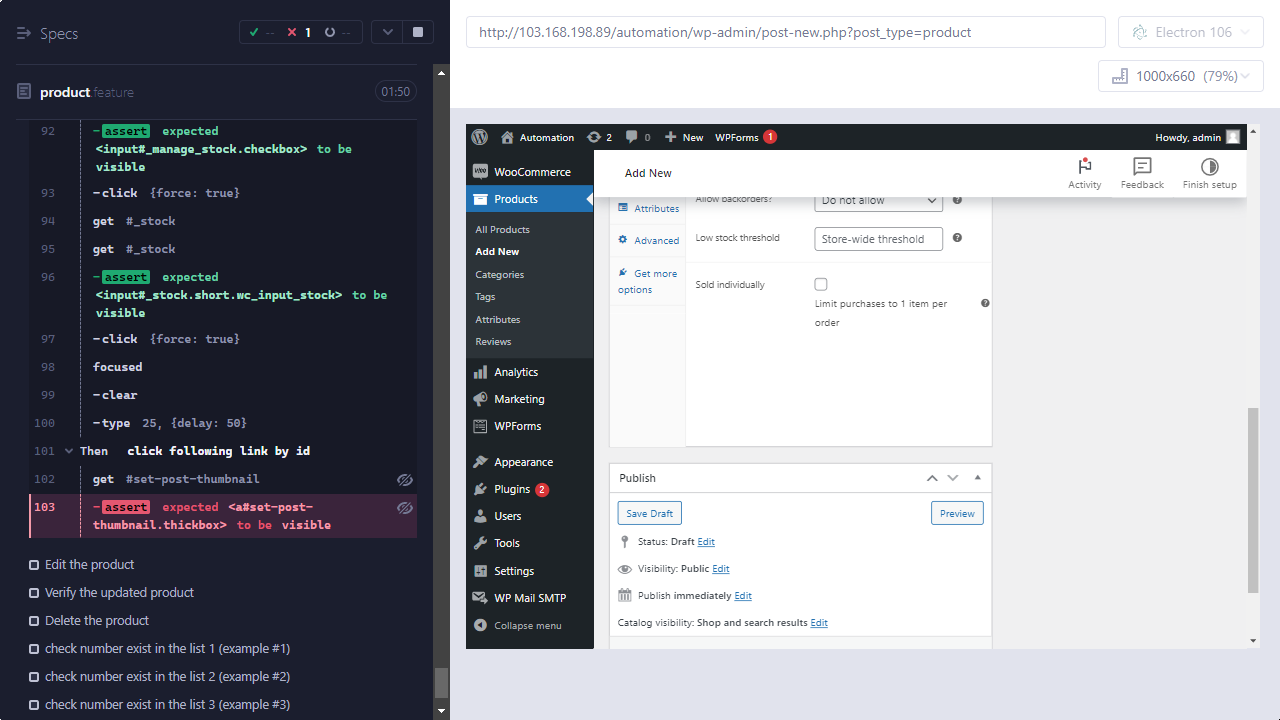 Specs
-- 1 --
product.feature
01:50
92 -assert expected <input#_manage_stock.checkbox> to be visible
93 -click {force: true}
94 get #_stock
95 get #_stock
96 -assert expected <input#_stock.short.wc_input_stock> to be visible
97 -click {force: true}
98 focused
99 -clear
100 -type 25, {delay: 50}
101 Then click following link by id
102 get #set-post-thumbnail
103 -assert expected <a#set-post-thumbnail.thickbox> to be visible
Edit the product
Verify the updated product
Delete the product
check number exist in the list 1 (example #1)
check number exist in the list 2 (example #2)
check number exist in the list 3 (example #3)
http://103.168.198.89/automation/wp-admin/post-new.php?post_type=product
Electron 106
1000x660 (79%)
Automation 2 0 New WPForms 1
Howdy, admin
WooCommerce
Products
All Products
Add New
Categories
Tags
Attributes
Reviews
Analytics
Marketing
WPForms
Appearance
Plugins 2
Users
Tools
Settings
WP Mail SMTP
Collapse menu
Add New
Activity
Feedback
Finish setup
Attributes
Advanced
Get more options
Allow backorders?
Do not allow
Low stock threshold
Store-wide threshold
Sold individually
Limit purchases to 1 item per order
Publish
Save Draft
Preview
Status: Draft Edit
Visibility: Public Edit
Publish immediately Edit
Catalog visibility: Shop and search results Edit